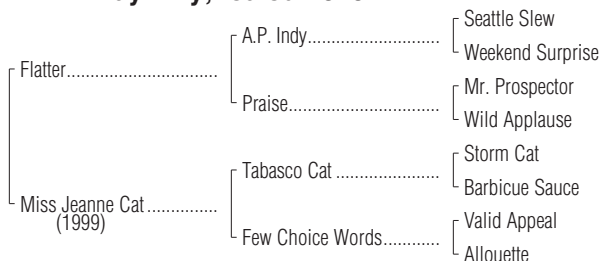 Seattle Slew
A.P. Indy
Weekend Surprise
Flatter
Mr. Prospector
Praise
Wild Applause
Storm Cat
Tabasco Cat
Barbicue Sauce
Miss Jeanne Cat
(1999)
Valid Appeal
Few Choice Words
Allouette